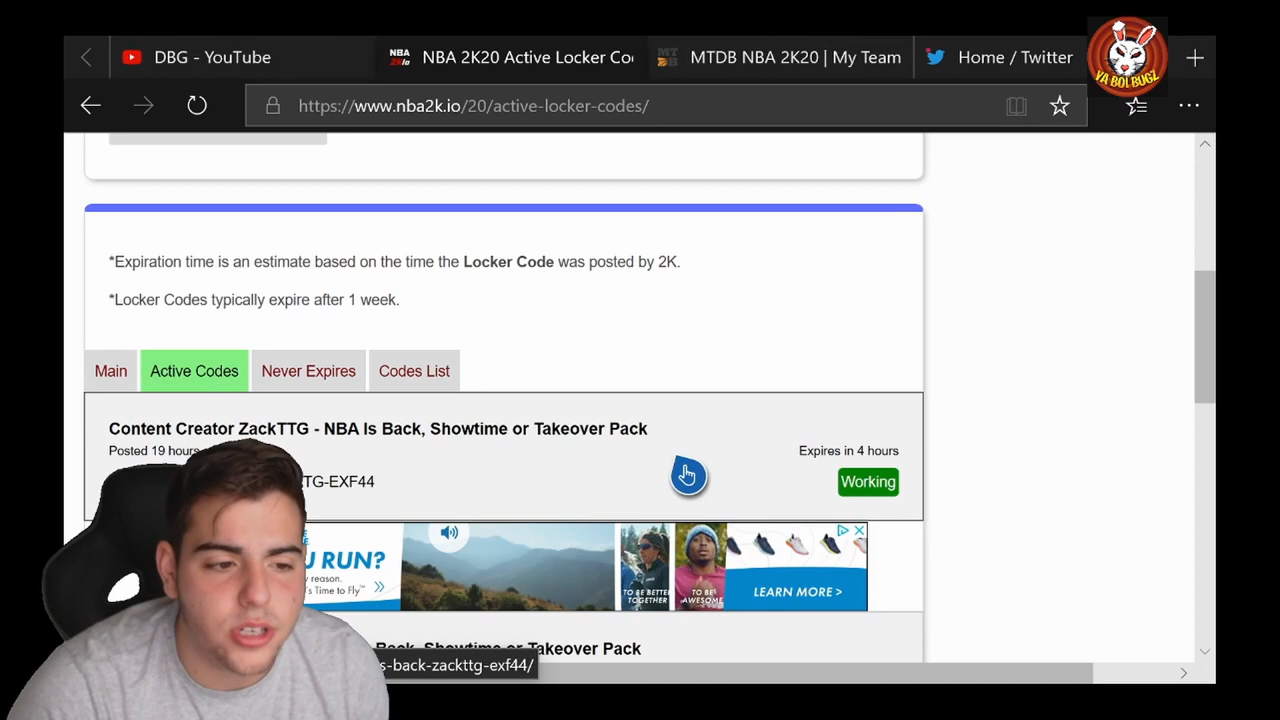 DBG - YouTube
NBA 2K20 Active Locker Co
MTDB NBA 2K20 | My Team
Home / Twitter
YA BOI BUGZ
https://www.nba2k.io/20/active-locker-codes/
*Expiration time is an estimate based on the time the Locker Code was posted by 2K.
*Locker Codes typically expire after 1 week.
Main
Active Codes
Never Expires
Codes List
Content Creator ZackTTG - NBA Is Back, Showtime or Takeover Pack
Posted 19 hours
Expires in 4 hours
TG-EXF44
Working
U RUN?
reason.
's Time to Fly™
TO BE BETTER TOGETHER
TO BE AWESOME
LEARN MORE >
Back, Showtime or Takeover Pack
s-back-zackttg-exf44/